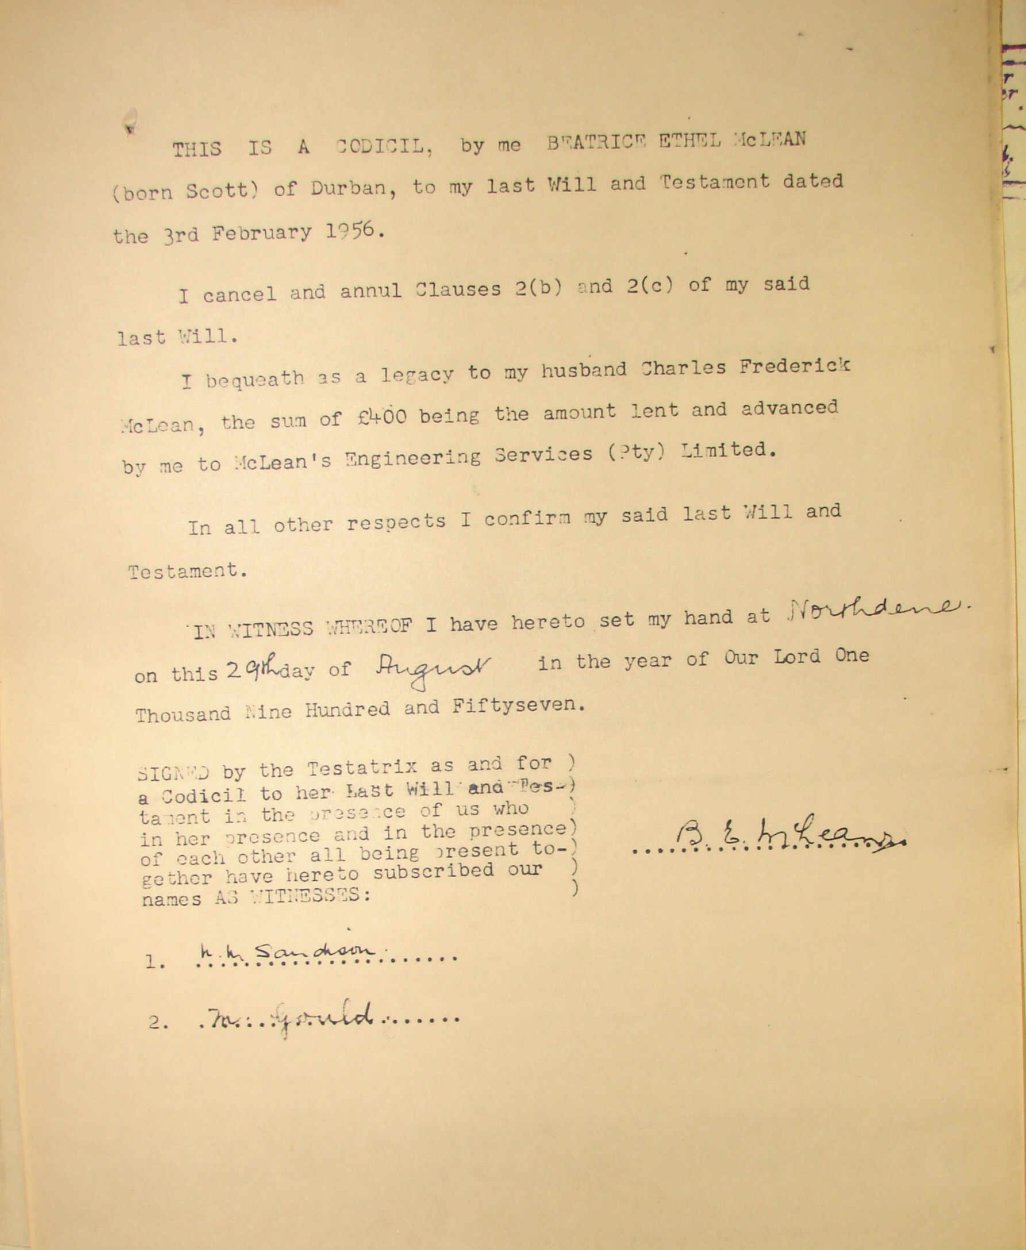 THIS IS A CODICIL, by me BEATRICE ETHEL McLEAN
(born Scott) of Durban, to my last Will and Testament dated
the 3rd February 1956.
I cancel and annul Clauses 2(b) and 2(c) of my said
last Will.
I bequeath as a legacy to my husband Charles Frederick
McLean, the sum of £400 being the amount lent and advanced
by me to McLean's Engineering Services (Pty) Limited.
In all other respects I confirm my said last Will and
Testament.
IN WITNESS WHEREOF I have hereto set my hand at Northdene.
on this 29th day of August in the year of Our Lord One
Thousand Nine Hundred and Fiftyseven.
SIGNED by the Testatrix as and for )
a Codicil to her Last Will and Tes-)
tament in the presence of us who )
in her presence and in the presence)
of each other all being present to-)
gether have hereto subscribed our )
names AS WITNESSES: )
B. E. McLean
1. Sandison
2. M. Gould